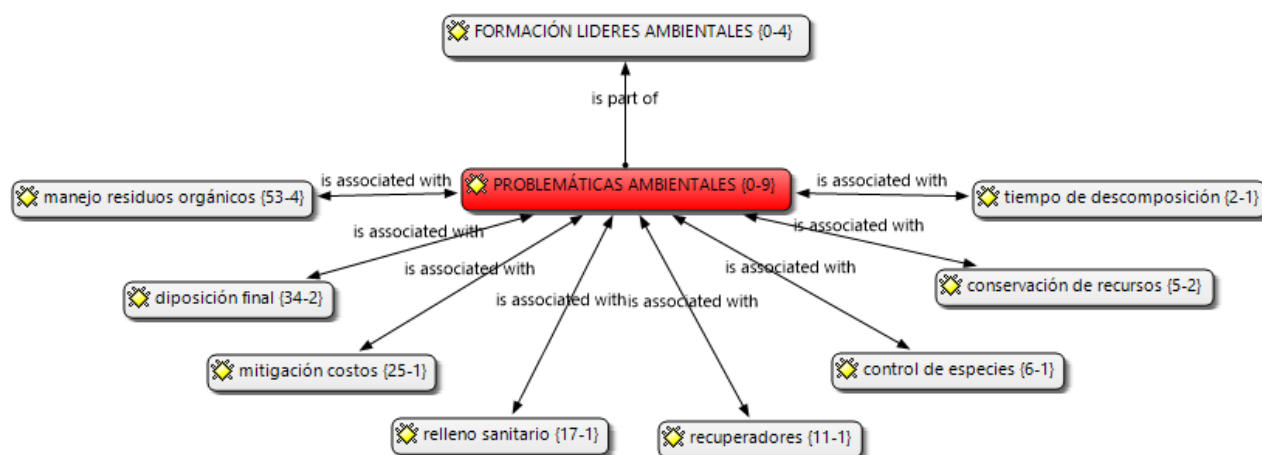 FORMACIÓN LIDERES AMBIENTALES {0-4}
is part of
PROBLEMÁTICAS AMBIENTALES {0-9}
is associated with
manejo residuos orgánicos {53-4}
is associated with
tiempo de descomposición {2-1}
is associated with
diposición final {34-2}
is associated with
conservación de recursos {5-2}
is associated with
mitigación costos {25-1}
is associated with
control de especies {6-1}
is associated with
relleno sanitario {17-1}
is associated with
recuperadores {11-1}